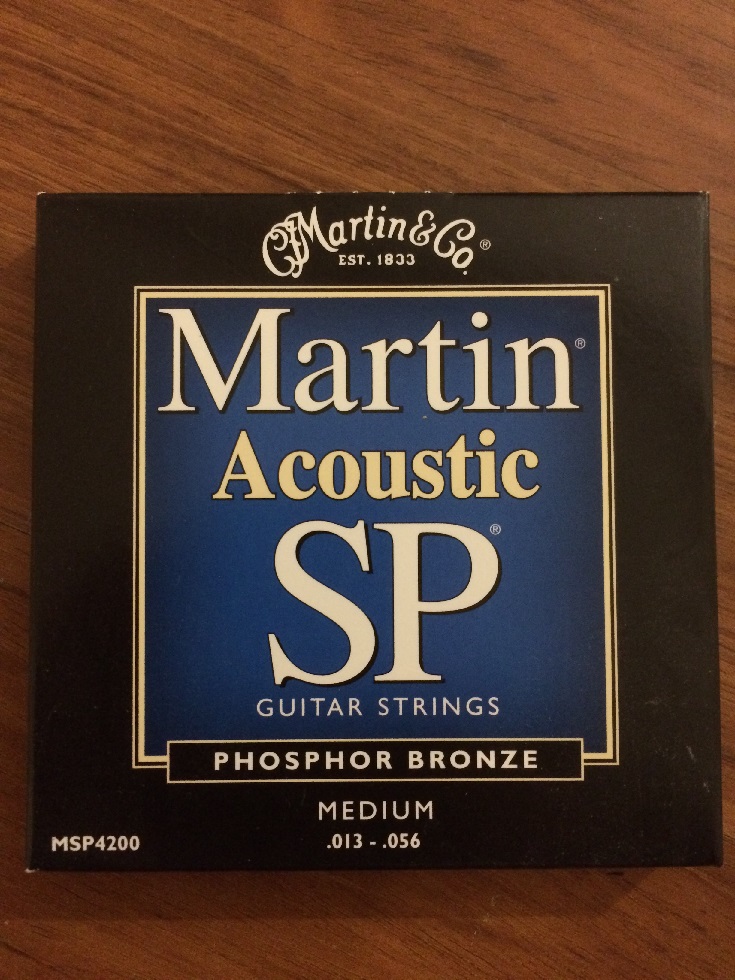 CFMartin & Co.®
EST. 1833
Martin®
Acoustic
SP®
GUITAR STRINGS
PHOSPHOR BRONZE
MEDIUM
.013 - .056
MSP4200